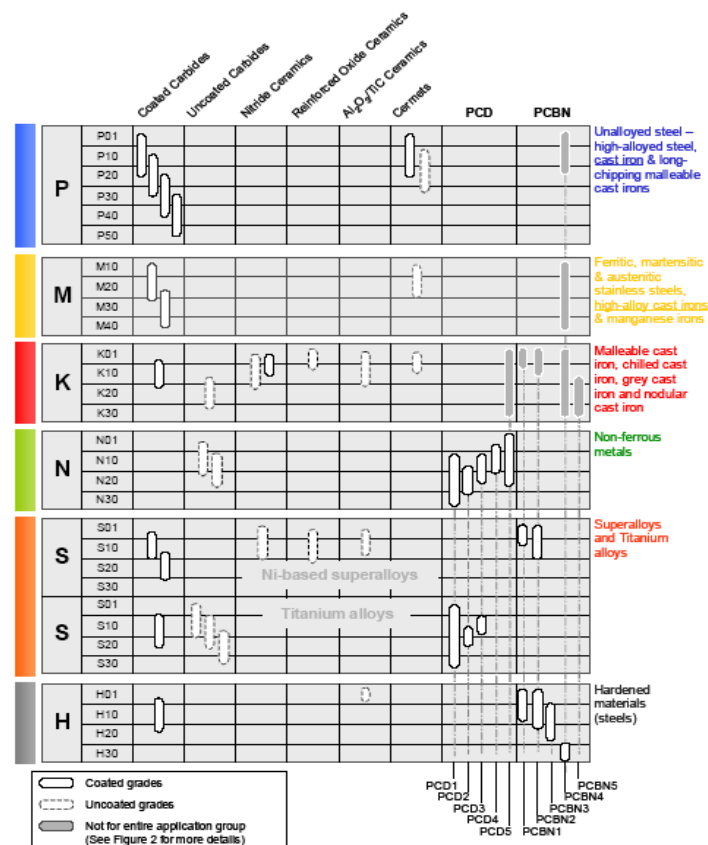 Coated Carbides
Uncoated Carbides
Nitride Ceramics
Reinforced Oxide Ceramics
Al2O3/TiC Ceramics
Cermets
PCD
PCBN
P
P01
P10
P20
P30
P40
P50
Unalloyed steel –
high-alloyed steel,
cast iron & long-
chipping malleable
cast irons
M
M10
M20
M30
M40
Ferritic, martensitic
& austenitic
stainless steels,
high-alloy cast irons
& manganese irons
K
K01
K10
K20
K30
Malleable cast
iron, chilled cast
iron, grey cast
iron and nodular
cast iron
N
N01
N10
N20
N30
Non-ferrous
metals
S
S01
S10
S20
S30
Ni-based superalloys
Superalloys
and Titanium
alloys
S
S01
S10
S20
S30
Titanium alloys
H
H01
H10
H20
H30
Hardened
materials
(steels)
Coated grades
Uncoated grades
Not for entire application group
(See Figure 2 for more details)
PCD1
PCD2
PCD3
PCD4
PCD5
PCBN5
PCBN4
PCBN3
PCBN2
PCBN1